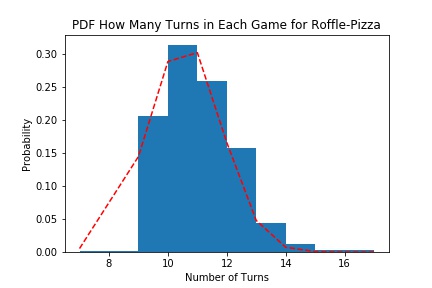 PDF How Many Turns in Each Game for Roffle-Pizza
0.30
0.25
0.20
0.15
0.10
0.05
0.00
Probability
8 10 12 14 16
Number of Turns